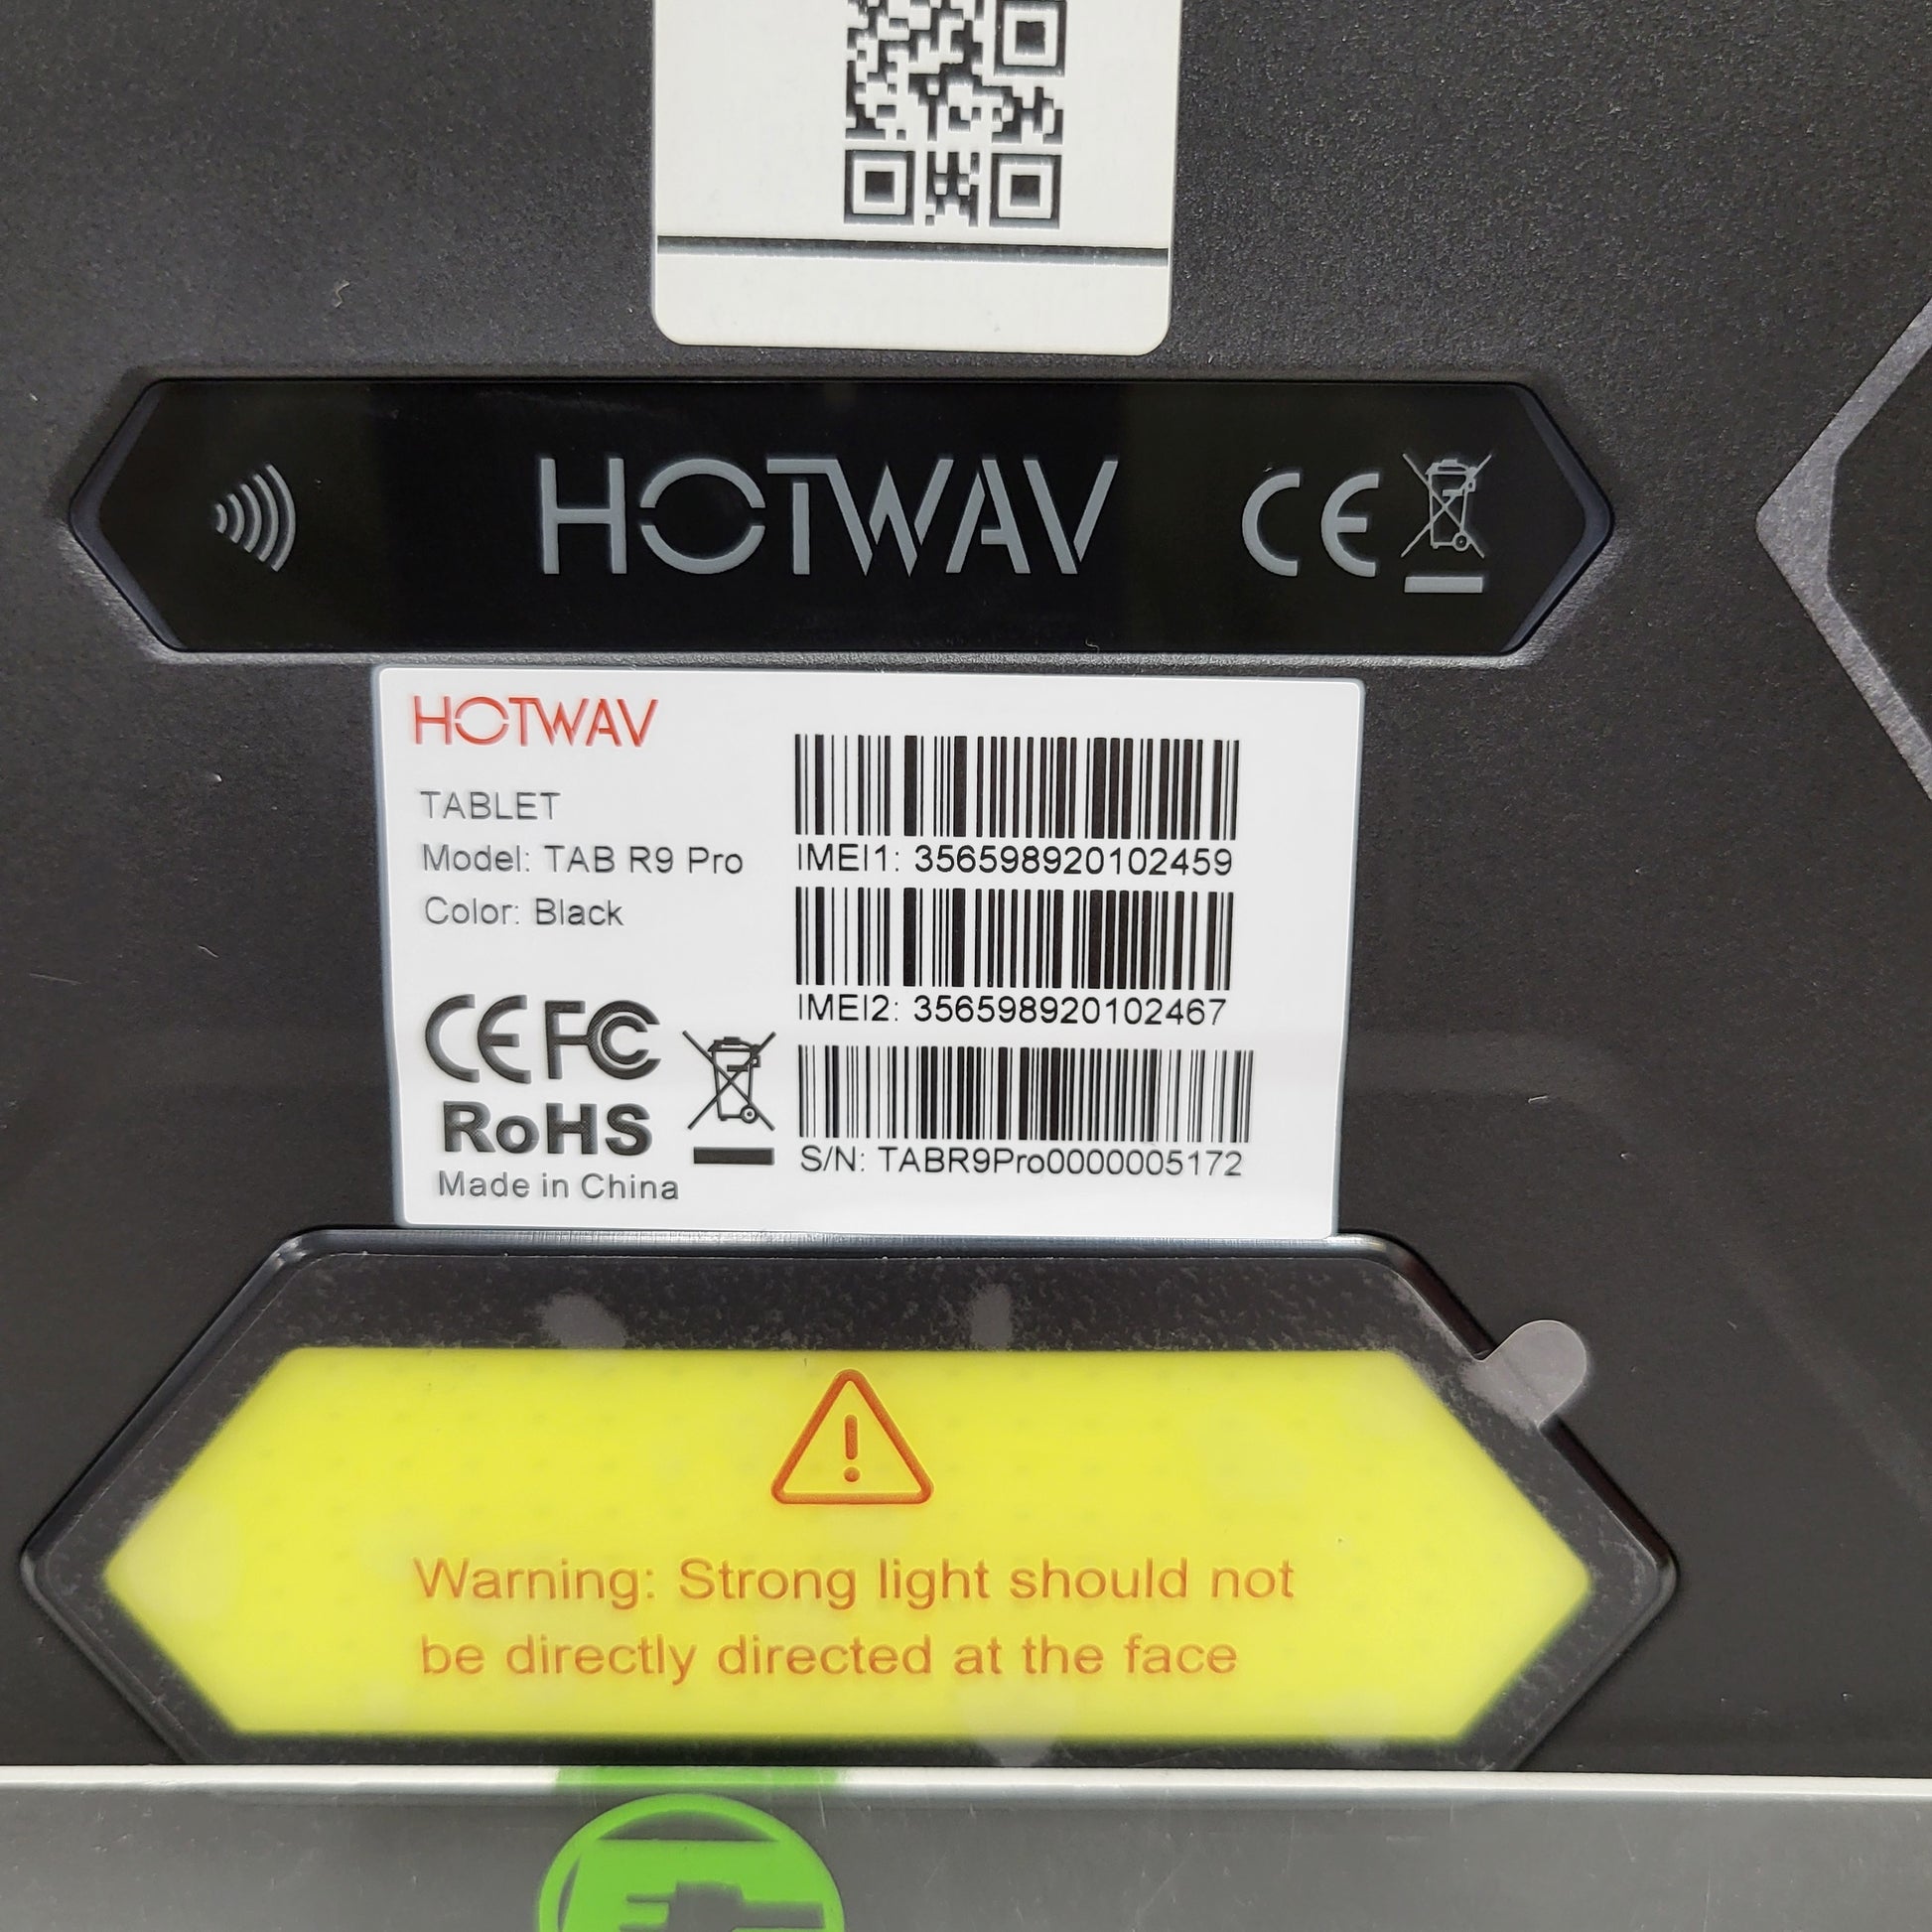 HOTWAV
CE
HOTWAV
TABLET
Model: TAB R9 Pro
Color: Black
IMEI1: 356598920102459
IMEI2: 356598920102467
CE FC
RoHS
Made in China
S/N: TABR9Pro0000005172
Warning: Strong light should not
be directly directed at the face